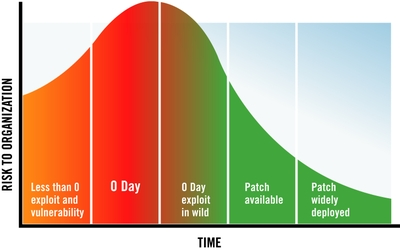 RISK TO ORGANIZATION
Less than 0
exploit and
vulnerability
0 Day
0 Day
exploit
in wild
Patch
available
Patch
widely
deployed
TIME